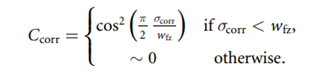 C_corr = { cos² ( π/2 σ_corr/w_fz ) if σ_corr < w_fz,
∼ 0 otherwise.